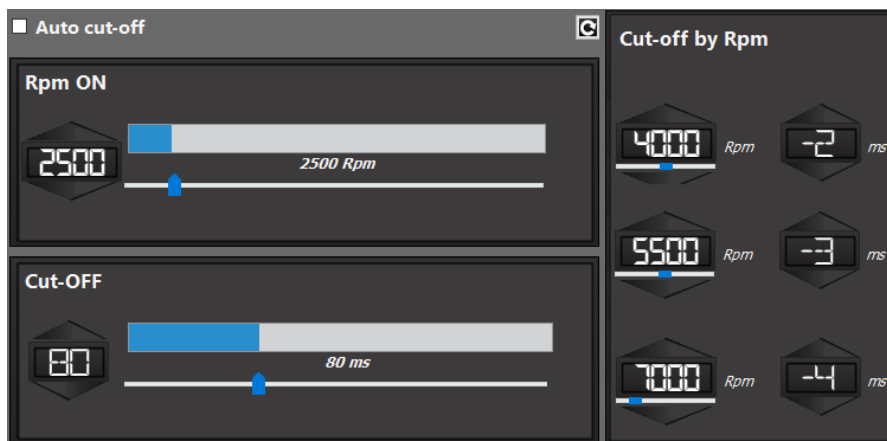 Auto cut-off
Rpm ON
2500
2500 Rpm
Cut-OFF
80
80 ms
Cut-off by Rpm
4000 Rpm -2 ms
5500 Rpm -3 ms
7000 Rpm -4 ms